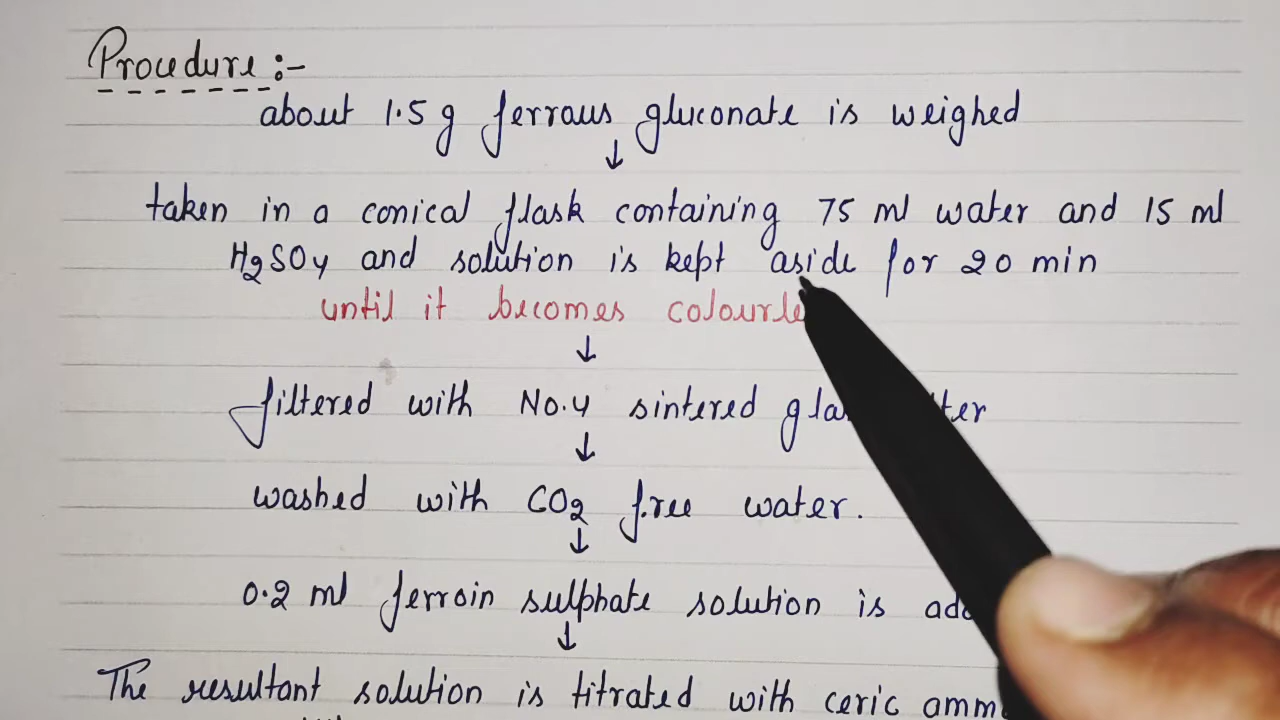 Procedure :-
about 1.5 g ferrous gluconate is weighed
↓
taken in a conical flask containing 75 ml water and 15 ml
H2SO4 and solution is kept aside for 20 min
until it becomes
↓
filtered with No.4 sintered
↓
washed with CO2 free water.
↓
0.2 ml ferroin sulphate solution is
↓
The resultant solution is titrated with ceric